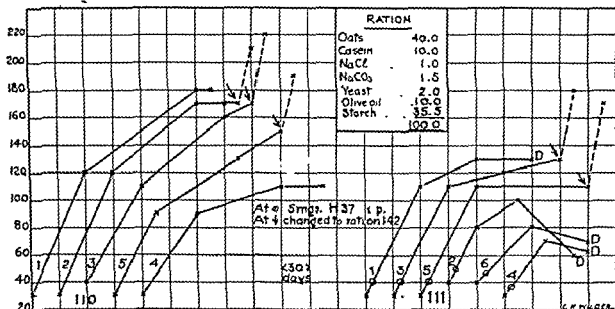 220
200
180
160
140
120
100
80
60
40
20
RATION
Oats 40.0
Casein 10.0
NaCl 1.0
NaCO3 1.5
Yeast 2.0
Olive oil 10.0
Starch 35.5
100.0
At o 5mgs. H37 i.p.
At ↓ changed to ration 142
<30> days
1 2 3 5 4
110
1 3 5 2 6 4
111
D
D
D
D